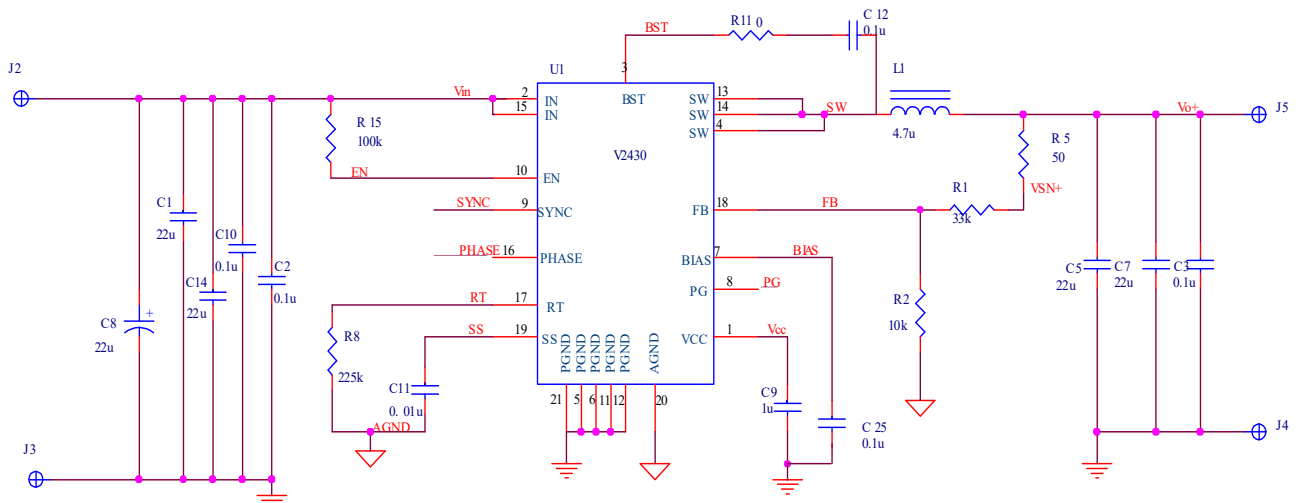 BST
R11 0
C 12
0.1u
J2
U1
3
L1
J5
Vin
2
IN
15
IN
BST
SW
13
SW
14
SW
4
SW
Vo+
R 15
100k
V2430
4.7u
R 5
50
EN
10
EN
VSN+
C1
22u
SYNC
9
SYNC
FB
18
FB
R1
33k
C10
0.1u
PHASE
16
PHASE
BIAS
7
BIAS
C2
0.1u
C14
22u
PG
8
PG
C5
22u
C7
22u
C3
0.1u
RT
17
RT
R2
10k
C8
+
22u
R8
225k
SS
19
SS
VCC
1
Vcc
PGND
PGND
PGND
PGND
PGND
AGND
C11
0. 01u
21
5
6
11
12
20
C9
1u
C 25
0.1u
AGND
J3
J4